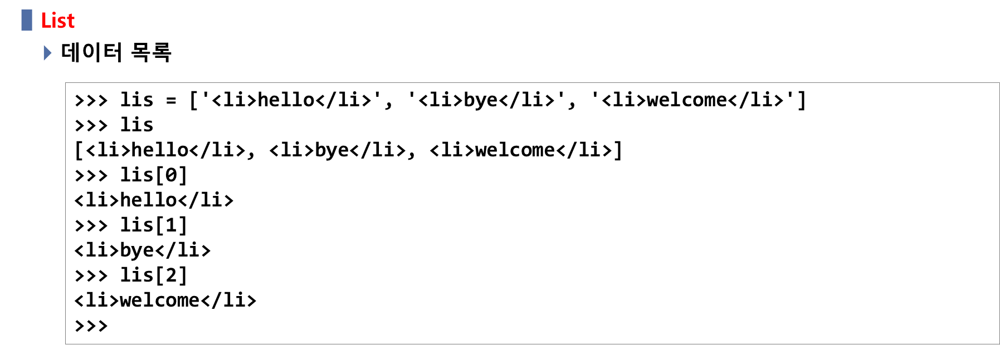 List
데이터 목록
>>> lis = ['<li>hello</li>', '<li>bye</li>', '<li>welcome</li>']
>>> lis
[<li>hello</li>, <li>bye</li>, <li>welcome</li>]
>>> lis[0]
<li>hello</li>
>>> lis[1]
<li>bye</li>
>>> lis[2]
<li>welcome</li>
>>>